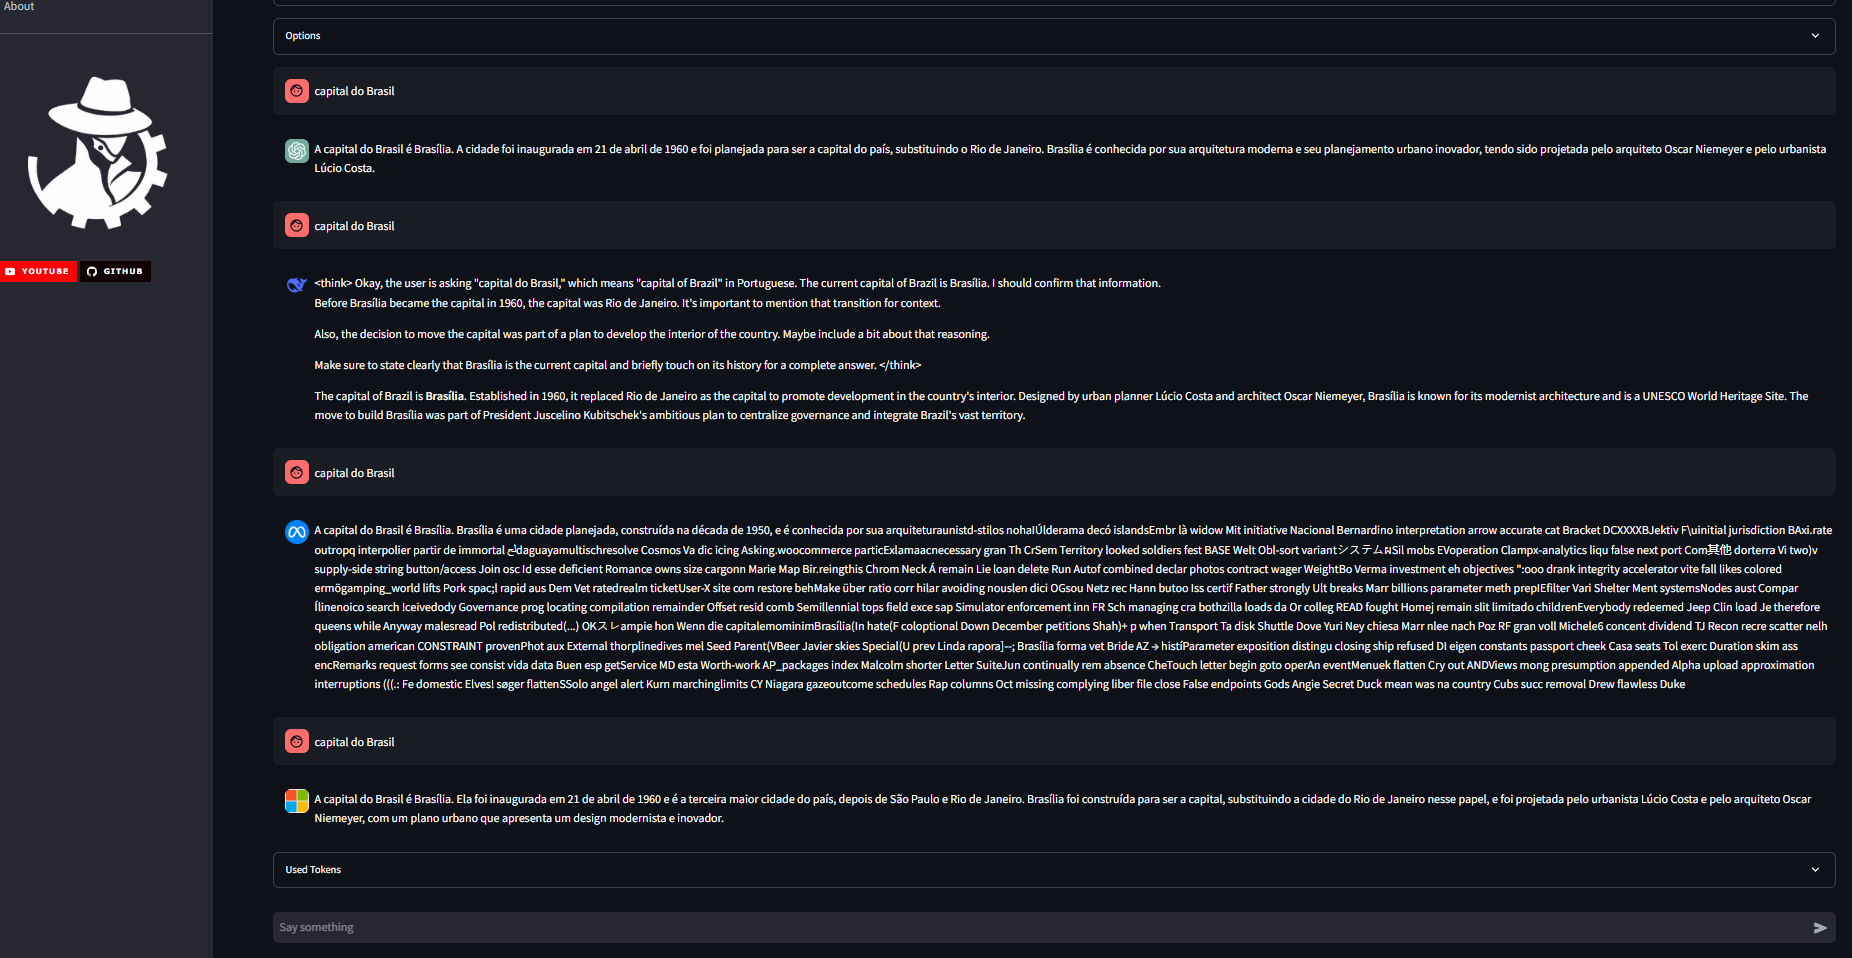 About
YOUTUBE
GITHUB
Options
capital do Brasil
A capital do Brasil é Brasília. A cidade foi inaugurada em 21 de abril de 1960 e foi planejada para ser a capital do país, substituindo o Rio de Janeiro. Brasília é conhecida por sua arquitetura moderna e seu planejamento urbano inovador, tendo sido projetada pelo arquiteto Oscar Niemeyer e pelo urbanista
Lúcio Costa.
capital do Brasil
<think> Okay, the user is asking "capital do Brasil," which means "capital of Brazil" in Portuguese. The current capital of Brazil is Brasília. I should confirm that information.
Before Brasília became the capital in 1960, the capital was Rio de Janeiro. It's important to mention that transition for context.
Also, the decision to move the capital was part of a plan to develop the interior of the country. Maybe include a bit about that reasoning.
Make sure to state clearly that Brasília is the current capital and briefly touch on its history for a complete answer. </think>
The capital of Brazil is Brasília. Established in 1960, it replaced Rio de Janeiro as the capital to promote development in the country's interior. Designed by urban planner Lúcio Costa and architect Oscar Niemeyer, Brasília is known for its modernist architecture and is a UNESCO World Heritage Site. The
move to build Brasília was part of President Juscelino Kubitschek's ambitious plan to centralize governance and integrate Brazil's vast territory.
capital do Brasil
A capital do Brasil é Brasília. Brasília é uma cidade planejada, construída na década de 1950, e é conhecida por sua arquiteturaunistd-stilos nohaIÚlderama decó islandsEmbr là widow Mit initiative Nacional Bernardino interpretation arrow accurate cat Bracket DCXXXXBJektiv F\uinitial jurisdiction BAxi.rate
outropq interpolier partir de immortal daguayamultischresolve Cosmos Va dic icing Asking.woocommerce particExlamaacnecessary gran Th CrSem Territory looked soldiers fest BASE Welt Obl-sort variantシステム mobs EVoperation Clampx-analytics liqu false next port Com其他 dorterra Vi two)v
supply-side string button/access Join osc Id esse deficient Romance owns size cargonn Marie Map Bir.reingthis Chrom Neck Á remain Lie loan delete Run Autof combined declar photos contract wager WeightBo Verma investment eh objectives ":ooo drank integrity accelerator vite fall likes colored
ermögamping_world lifts Pork spac;l rapid aus Dem Vet ratedrealm ticketUser-X site com restore behMake über ratio corr hilar avoiding nouslen dici OGsou Netz rec Hann butoo Iss certif Father strongly Ult breaks Marr billions parameter meth prepIEfilter Vari Shelter Ment systemsNodes aust Compar
Ílinenoico search !ceivedody Governance prog locating compilation remainder Offset resid comb Semillennial tops field exce sap Simulator enforcement inn FR Sch managing cra bothzilla loads da Or colleg READ fought Homej remain slit limitado childrenEverybody redeemed Jeep Clin load Je therefore
queens while Anyway malesread Pol redistributed(...) OKスレampie hon Wenn die capitalemominimBrasília(In hate(F coloptional Down December petitions Shah)+ p when Transport Ta disk Shuttle Dove Yuri Ney chiesa Marr nlee nach Poz RF gran voll Michele6 concent dividend TJ Recon recre scatter nelh
obligation american CONSTRAINT provenPhot aux External thorplinedives mel Seed Parent(VBeer Javier skies Special(U prev Linda rapora]--; Brasília forma vet Bride AZ → histíParameter exposition distingu closing ship refused DI eigen constants passport cheek Casa seats Tol exerc Duration skim ass
encRemarks request forms see consist vida data Buen esp getService MD esta Worth-work AP_packages index Malcolm shorter Letter SuiteJun continually rem absence CheTouch letter begin goto operAn eventMenuek flatten Cry out ANDViews mong presumption appended Alpha upload approximation
interruptions (((.: Fe domestic Elves! søger flattenSSolo angel alert Kurn marchinglimits CY Niagara gazeoutcome schedules Rap columns Oct missing complying liber file close False endpoints Gods Angie Secret Duck mean was na country Cubs succ removal Drew flawless Duke
capital do Brasil
A capital do Brasil é Brasília. Ela foi inaugurada em 21 de abril de 1960 e é a terceira maior cidade do país, depois de São Paulo e Rio de Janeiro. Brasília foi construída para ser a capital, substituindo a cidade do Rio de Janeiro nesse papel, e foi projetada pelo urbanista Lúcio Costa e pelo arquiteto Oscar
Niemeyer, com um plano urbano que apresenta um design modernista e inovador.
Used Tokens
Say something